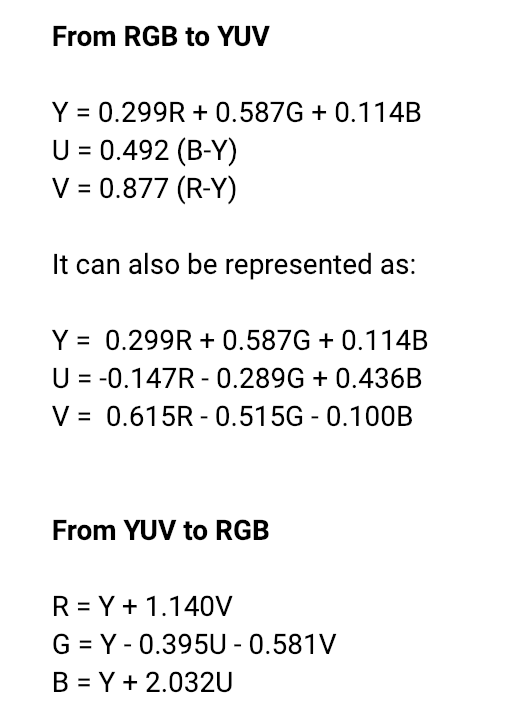 From RGB to YUV
Y = 0.299R + 0.587G + 0.114B
U = 0.492 (B-Y)
V = 0.877 (R-Y)
It can also be represented as:
Y =  0.299R + 0.587G + 0.114B
U = -0.147R - 0.289G + 0.436B
V =  0.615R - 0.515G - 0.100B
From YUV to RGB
R = Y + 1.140V
G = Y - 0.395U - 0.581V
B = Y + 2.032U